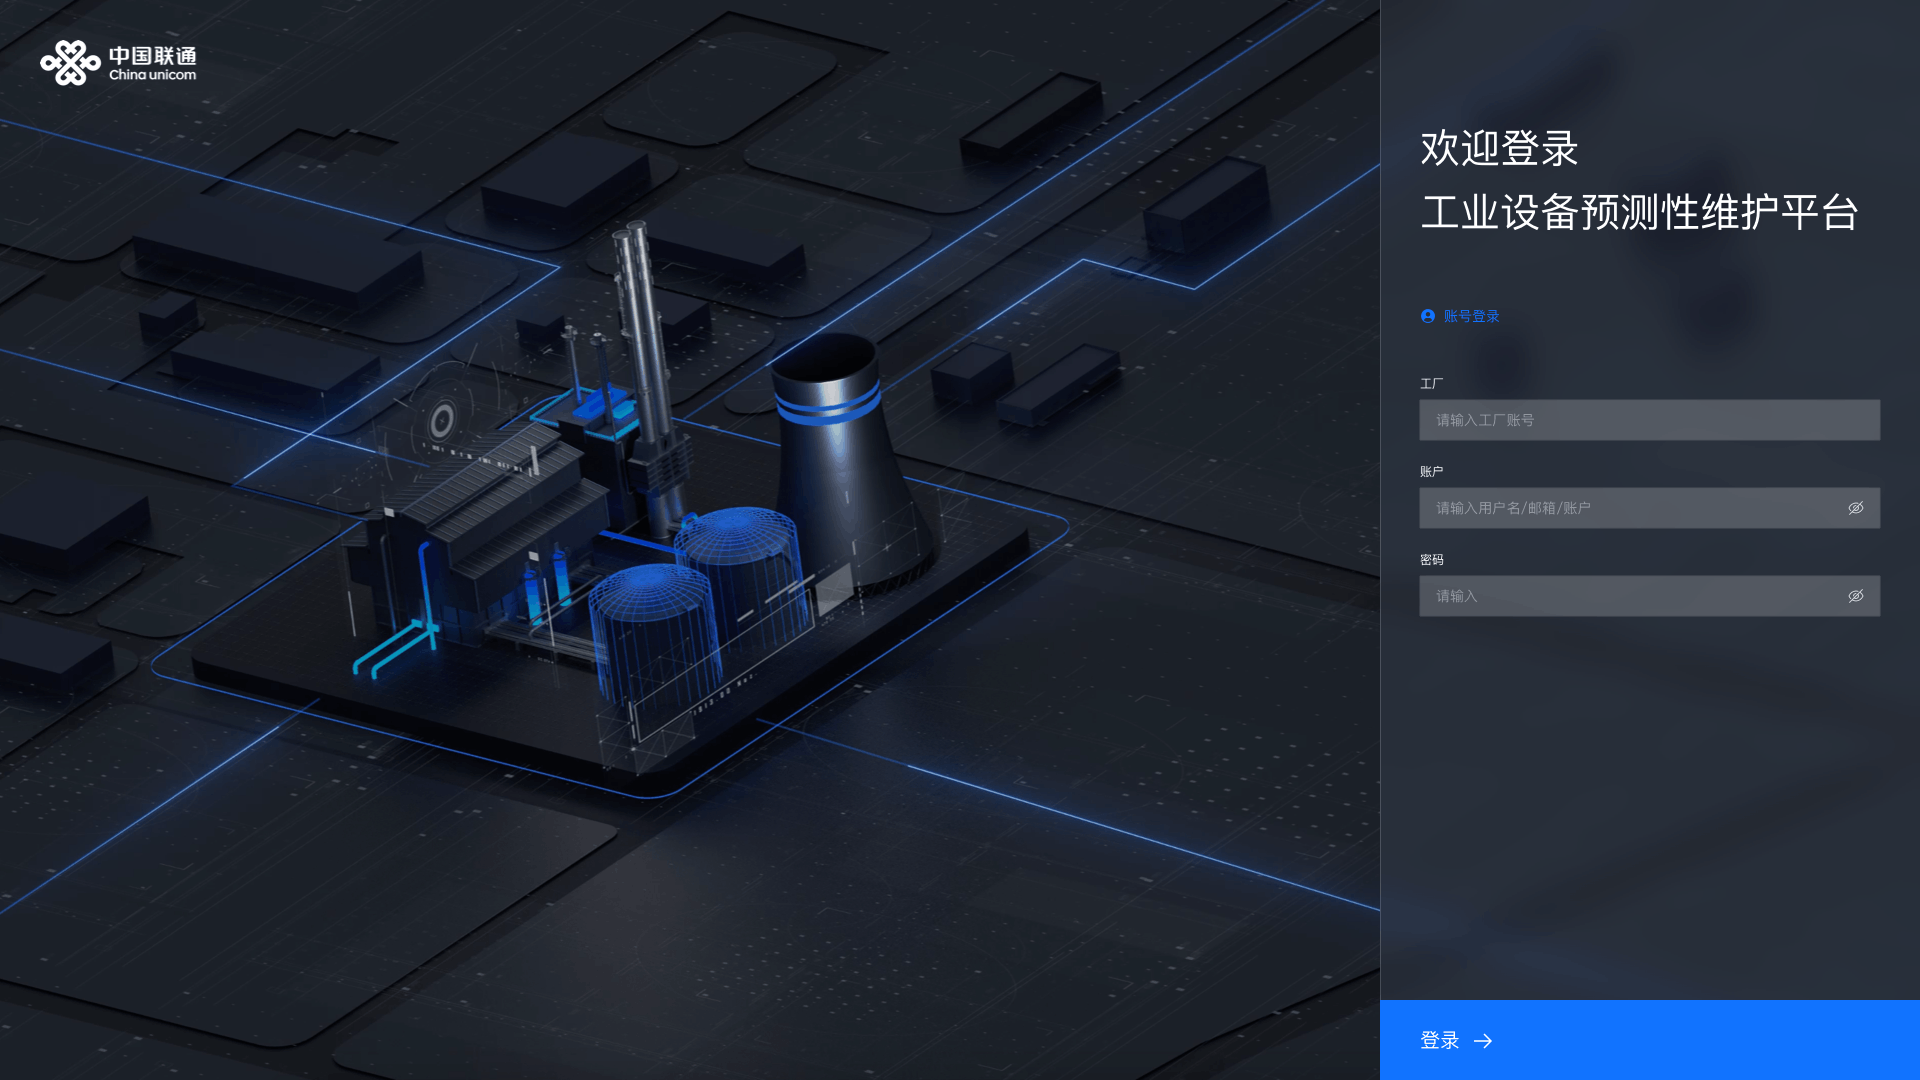 中国联通
China unicom
欢迎登录
工业设备预测性维护平台
账号登录
工厂
请输入工厂账号
账户
请输入用户名/邮箱/账户
密码
请输入
登录